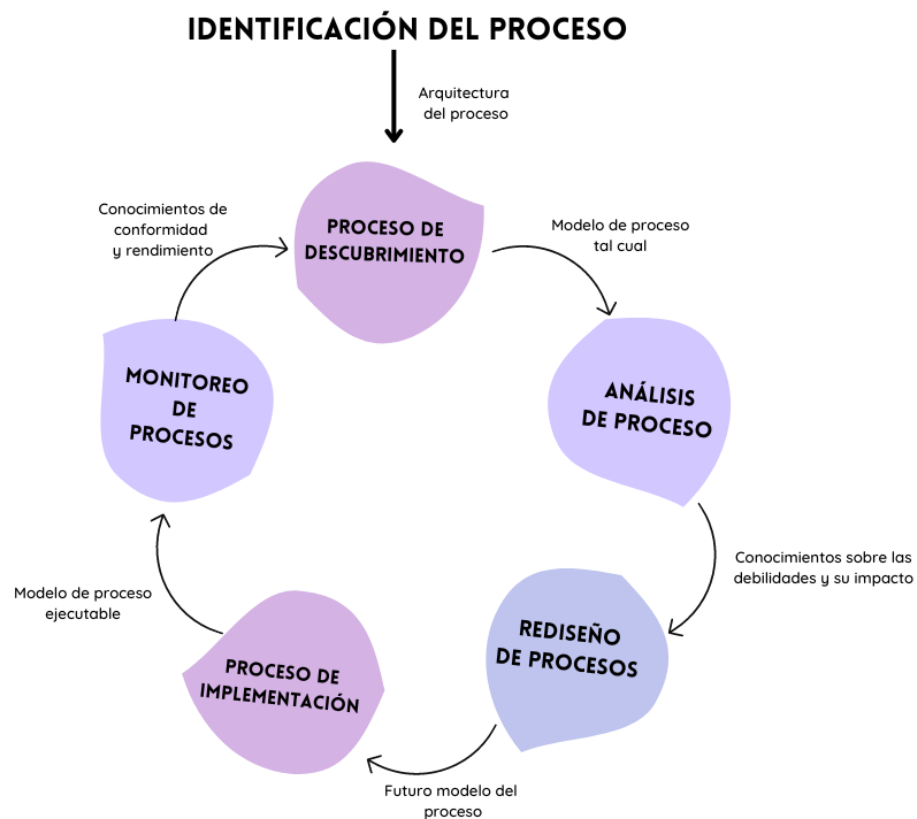 IDENTIFICACIÓN DEL PROCESO
Arquitectura
del proceso
PROCESO DE
DESCUBRIMIENTO
Modelo de proceso
tal cual
ANÁLISIS
DE PROCESO
Conocimientos sobre las
debilidades y su impacto
REDISEÑO
DE PROCESOS
Futuro modelo del
proceso
PROCESO DE
IMPLEMENTACIÓN
Modelo de proceso
ejecutable
MONITOREO
DE
PROCESOS
Conocimientos de
conformidad
y rendimiento